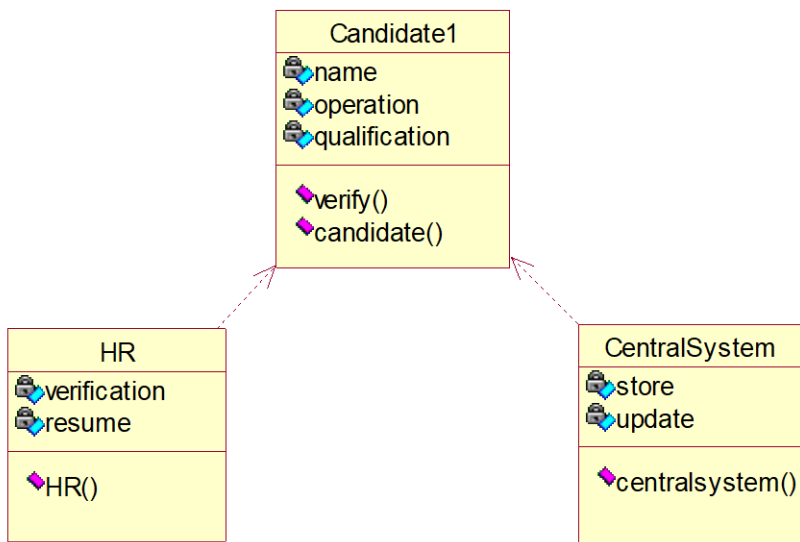 Candidate1
name
operation
qualification
verify()
candidate()
HR
verification
resume
HR()
CentralSystem
store
update
centralsystem()